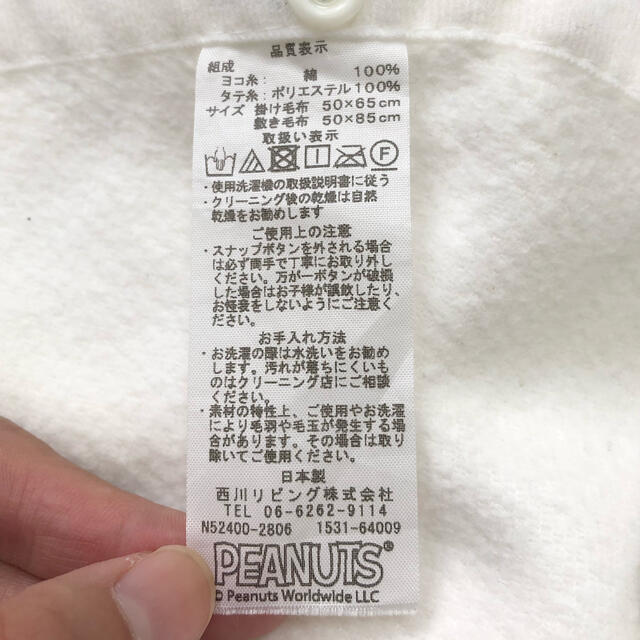 品質表示
組成
ヨコ糸: 綿 100%
タテ糸: ポリエステル100%
サイズ 掛け毛布 50×65cm
敷き毛布 50×85cm
取扱い表示
F
・使用洗濯機の取扱説明書に従う
・クリーニング後の乾燥は自然
乾燥をお勧めします
ご使用上の注意
・スナップボタンを外される場合
は必ず両手で丁寧にお取り外し
ください。万が一ボタンが破損
した場合はお子様が誤飲したり、
お怪我をしないようにご注意く
ださい。
お手入れ方法
・お洗濯の際は水洗いをお勧め
します。汚れが落ちにくいも
のはクリーニング店にご相談
ください。
・素材の特性上、ご使用やお洗濯
により毛羽や毛玉が発生する場
合があります。その場合は取り
除いてご使用ください。
日本製
西川リビング株式会社
TEL 06-6262-9114
N52400-2806 1531-64009
PEANUTS®
© Peanuts Worldwide LLC